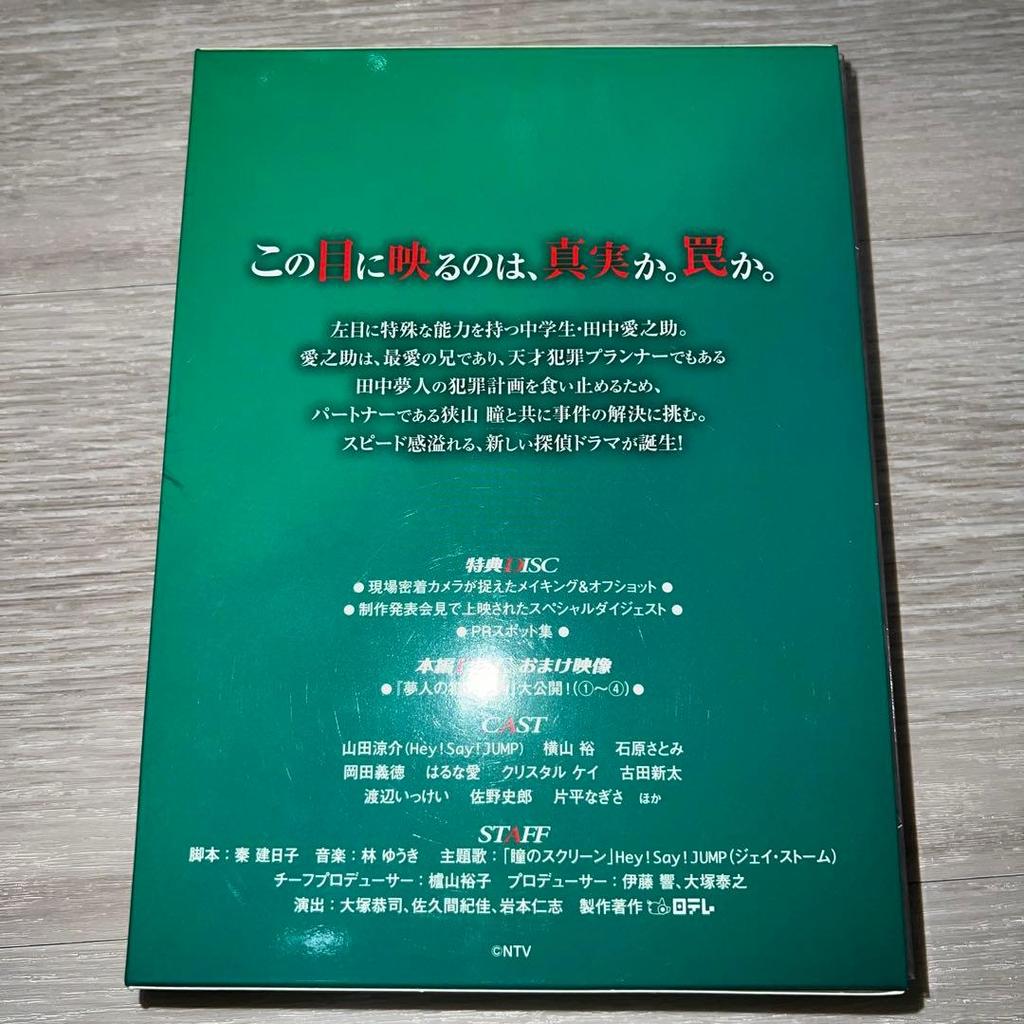 この目に映るのは、真実か。罠か。
左目に特殊な能力を持つ中学生・田中愛之助。
愛之助は、最愛の兄であり、天才犯罪プランナーでもある
田中夢人の犯罪計画を食い止めるため、
パートナーである狭山 瞳と共に事件の解決に挑む。
スピード感溢れる、新しい探偵ドラマが誕生!
特典DISC
●現場密着カメラが捉えたメイキング&オフショット●
●制作発表会見で上映されたスペシャルダイジェスト●
●PRスポット集●
本編 おまけ映像
●「夢人の 大公開!(①〜④)●
CAST
山田涼介(Hey!Say!JUMP) 横山 裕 石原さとみ
岡田義徳 はるな愛 クリスタル ケイ 古田新太
渡辺いっけい 佐野史郎 片平なぎさ ほか
STAFF
脚本:秦 建日子 音楽:林 ゆうき 主題歌:「瞳のスクリーン」Hey!Say!JUMP(ジェイ・ストーム)
チーフプロデューサー:櫨山裕子 プロデューサー:伊藤 響、大塚泰之
演出:大塚恭司、佐久間紀佳、岩本仁志 製作著作 日テレ
©NTV